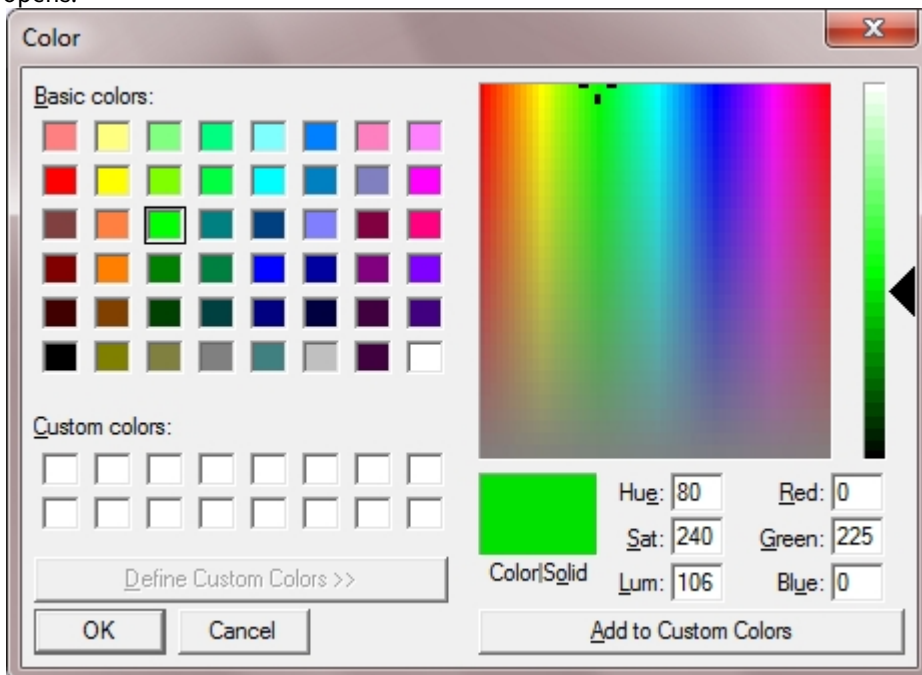 opens.
Color
x
Basic colors:
Custom colors:
Define Custom Colors >>
OK
Cancel
Color|Solid
Hue: 80
Sat: 240
Lum: 106
Red: 0
Green: 225
Blue: 0
Add to Custom Colors